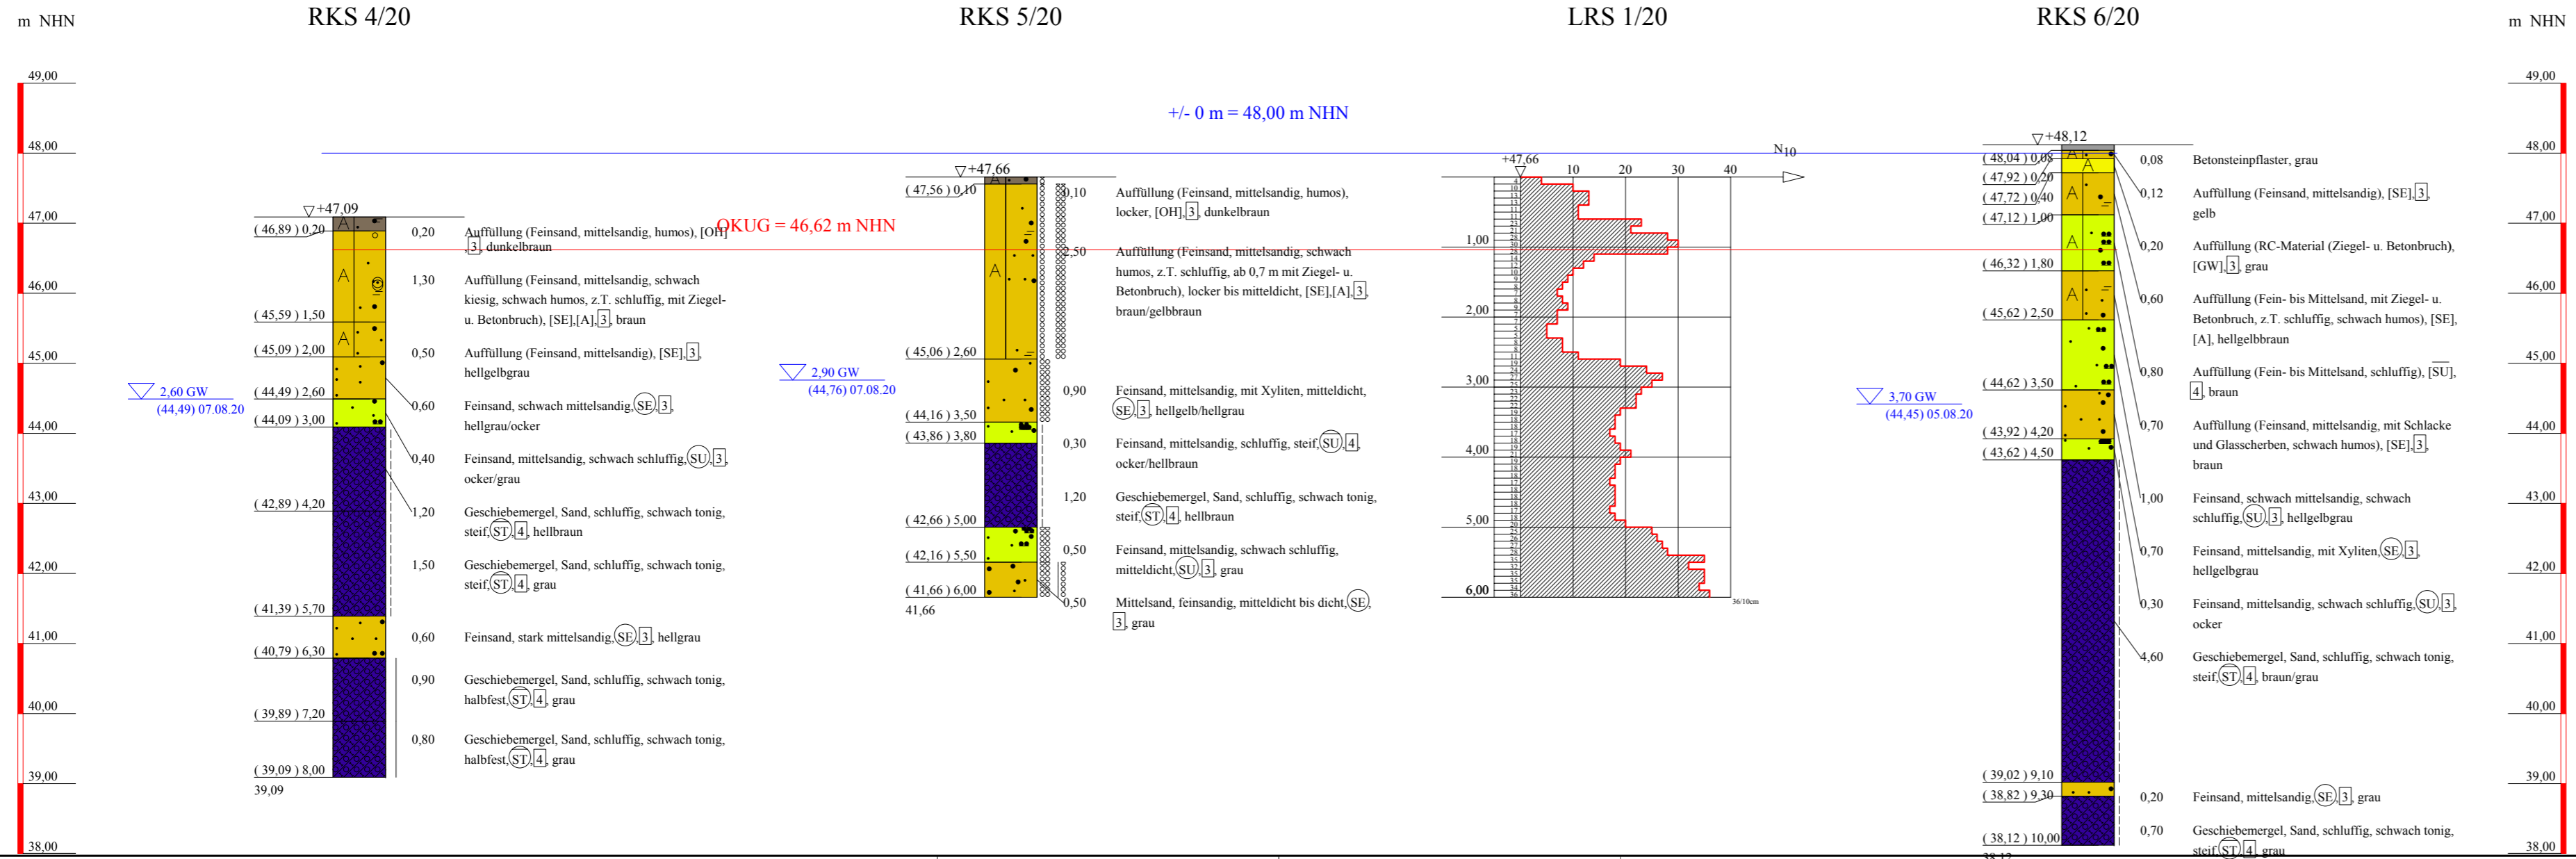 m NHN
RKS 4/20
RKS 5/20
LRS 1/20
RKS 6/20
m NHN
+/- 0 m = 48,00 m NHN
OKUG = 46,62 m NHN
49,00
48,00
47,00
46,00
45,00
44,00
43,00
42,00
41,00
40,00
39,00
38,00
2,60 GW
(44,49) 07.08.20
+47,09
( 46,89 ) 0,20
( 45,59 ) 1,50
( 45,09 ) 2,00
( 44,49 ) 2,60
( 44,09 ) 3,00
( 42,89 ) 4,20
( 41,39 ) 5,70
( 40,79 ) 6,30
( 39,89 ) 7,20
( 39,09 ) 8,00
39,09
A
A
A
0,20 Auffüllung (Feinsand, mittelsandig, humos), [OH]
,3, dunkelbraun
1,30 Auffüllung (Feinsand, mittelsandig, schwach
kiesig, schwach humos, z.T. schluffig, mit Ziegel-
u. Betonbruch), [SE],[A],3, braun
0,50 Auffüllung (Feinsand, mittelsandig), [SE],3,
hellgelbgrau
0,60 Feinsand, schwach mittelsandig,SE,3,
hellgrau/ocker
0,40 Feinsand, mittelsandig, schwach schluffig,SU,3,
ocker/grau
1,20 Geschiebemergel, Sand, schluffig, schwach tonig,
steif,ST,4, hellbraun
1,50 Geschiebemergel, Sand, schluffig, schwach tonig,
steif,ST,4, grau
0,60 Feinsand, stark mittelsandig,SE,3, hellgrau
0,90 Geschiebemergel, Sand, schluffig, schwach tonig,
halbfest,ST,4, grau
0,80 Geschiebemergel, Sand, schluffig, schwach tonig,
halbfest,ST,4, grau
2,90 GW
(44,76) 07.08.20
+47,66
( 47,56 ) 0,10
( 45,06 ) 2,60
( 44,16 ) 3,50
( 43,86 ) 3,80
( 42,66 ) 5,00
( 42,16 ) 5,50
( 41,66 ) 6,00
41,66
A
A
0,10 Auffüllung (Feinsand, mittelsandig, humos),
locker, [OH],3, dunkelbraun
2,50 Auffüllung (Feinsand, mittelsandig, schwach
humos, z.T. schluffig, ab 0,7 m mit Ziegel- u.
Betonbruch), locker bis mitteldicht, [SE],[A],3,
braun/gelbbraun
0,90 Feinsand, mittelsandig, mit Xyliten, mitteldicht,
SE,3, hellgelb/hellgrau
0,30 Feinsand, mittelsandig, schluffig, steif,SU,4,
ocker/hellbraun
1,20 Geschiebemergel, Sand, schluffig, schwach tonig,
steif,ST,4, hellbraun
0,50 Feinsand, mittelsandig, schwach schluffig,
mitteldicht,SU,3, grau
0,50 Mittelsand, feinsandig, mitteldicht bis dicht,SE,
3, grau
+47,66
10 20 30 40
N10
1,00
2,00
3,00
4,00
5,00
6,00
36/10cm
3,70 GW
(44,45) 05.08.20
+48,12
( 48,04 ) 0,08
( 47,92 ) 0,20
( 47,72 ) 0,40
( 47,12 ) 1,00
( 46,32 ) 1,80
( 45,62 ) 2,50
( 44,62 ) 3,50
( 43,92 ) 4,20
( 43,62 ) 4,50
( 39,02 ) 9,10
( 38,82 ) 9,30
( 38,12 ) 10,00
38,12
A
A
A
A
A
0,08 Betonsteinpflaster, grau
0,12 Auffüllung (Feinsand, mittelsandig), [SE],3,
gelb
0,20 Auffüllung (RC-Material (Ziegel- u. Betonbruch),
[GW],3, grau
0,60 Auffüllung (Fein- bis Mittelsand, mit Ziegel- u.
Betonbruch, z.T. schluffig, schwach humos), [SE],
[A], hellgelbbraun
0,80 Auffüllung (Fein- bis Mittelsand, schluffig), [SU],
4, braun
0,70 Auffüllung (Feinsand, mittelsandig, mit Schlacke
und Glasscherben, schwach humos), [SE],3,
braun
1,00 Feinsand, schwach mittelsandig, schwach
schluffig,SU,3, hellgelbgrau
0,70 Feinsand, mittelsandig, mit Xyliten,SE,3,
hellgelbgrau
0,30 Feinsand, mittelsandig, schwach schluffig,SU,3,
ocker
4,60 Geschiebemergel, Sand, schluffig, schwach tonig,
steif,ST,4, braun/grau
0,20 Feinsand, mittelsandig,SE,3, grau
0,70 Geschiebemergel, Sand, schluffig, schwach tonig,
steif,ST,4, grau
49,00
48,00
47,00
46,00
45,00
44,00
43,00
42,00
41,00
40,00
39,00
38,00